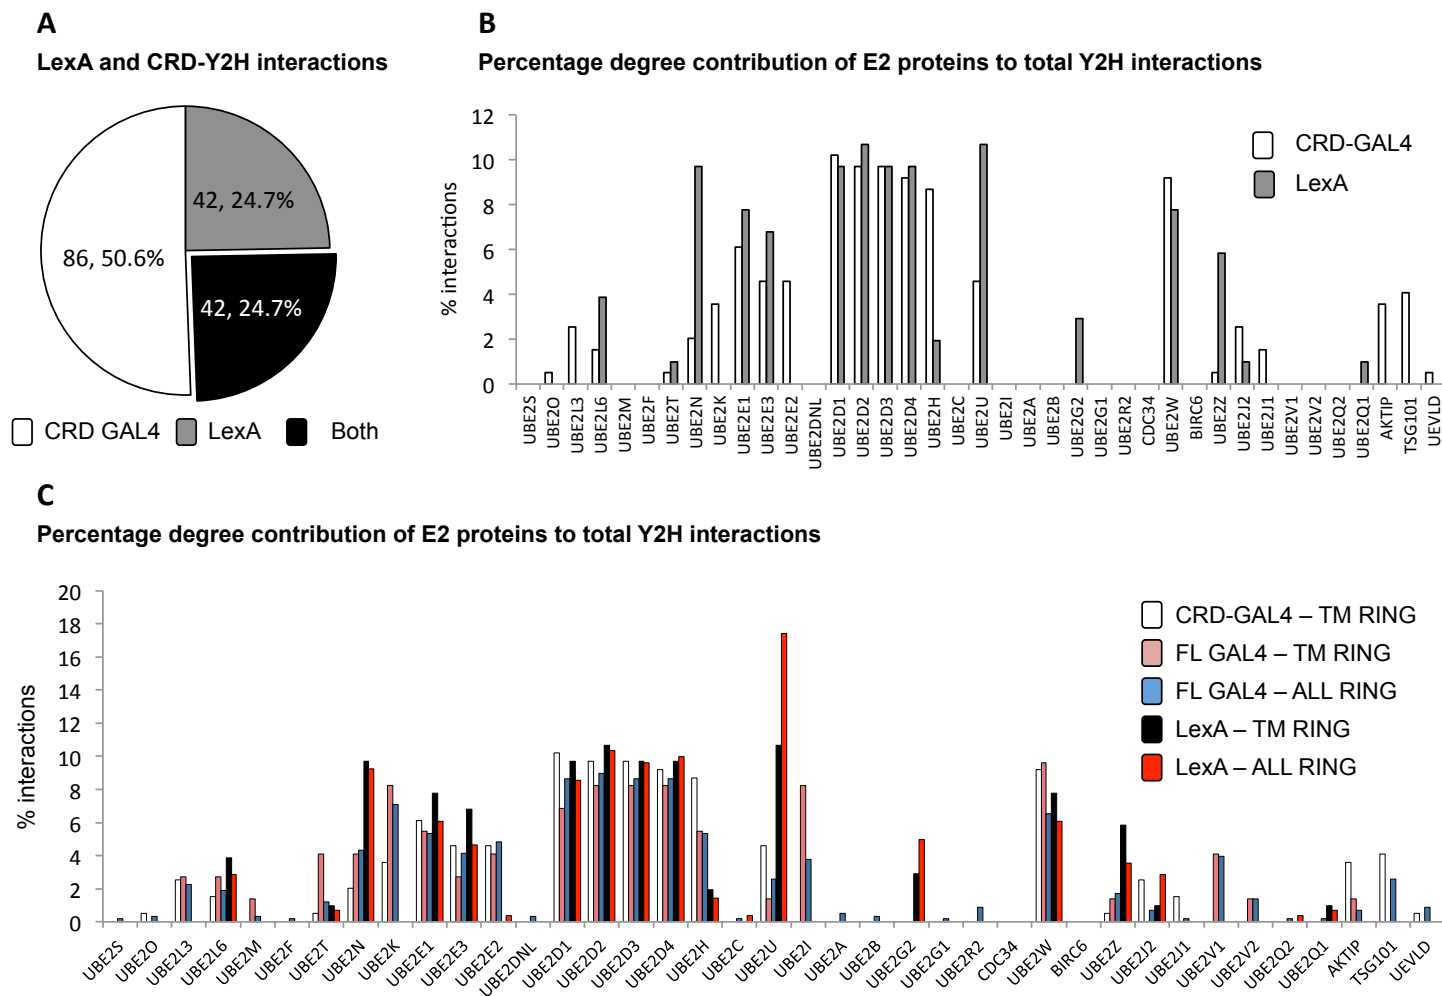 A
LexA and CRD-Y2H interactions
42, 24.7%
86, 50.6%
42, 24.7%
CRD GAL4 LexA Both
B
Percentage degree contribution of E2 proteins to total Y2H interactions
12
10
8
6
4
2
0
% interactions
CRD-GAL4
LexA
UBE2S UBE2O UBE2L3 UBE2L6 UBE2M UBE2F UBE2T UBE2N UBE2K UBE2E1 UBE2E3 UBE2E2 UBE2DNL UBE2D1 UBE2D2 UBE2D3 UBE2D4 UBE2H UBE2C UBE2U UBE2I UBE2A UBE2B UBE2G2 UBE2G1 UBE2R2 CDC34 UBE2W BIRC6 UBE2Z UBE2J2 UBE2J1 UBE2V1 UBE2V2 UBE2Q2 UBE2Q1 AKTIP TSG101 UEVLD
C
Percentage degree contribution of E2 proteins to total Y2H interactions
20
18
16
14
12
10
8
6
4
2
0
% interactions
CRD-GAL4 – TM RING
FL GAL4 – TM RING
FL GAL4 – ALL RING
LexA – TM RING
LexA – ALL RING
UBE2S UBE2O UBE2L3 UBE2L6 UBE2M UBE2F UBE2T UBE2N UBE2K UBE2E1 UBE2E3 UBE2E2 UBE2DNL UBE2D1 UBE2D2 UBE2D3 UBE2D4 UBE2H UBE2C UBE2U UBE2I UBE2A UBE2B UBE2G2 UBE2G1 UBE2R2 CDC34 UBE2W BIRC6 UBE2Z UBE2J2 UBE2J1 UBE2V1 UBE2V2 UBE2Q2 UBE2Q1 AKTIP TSG101 UEVLD